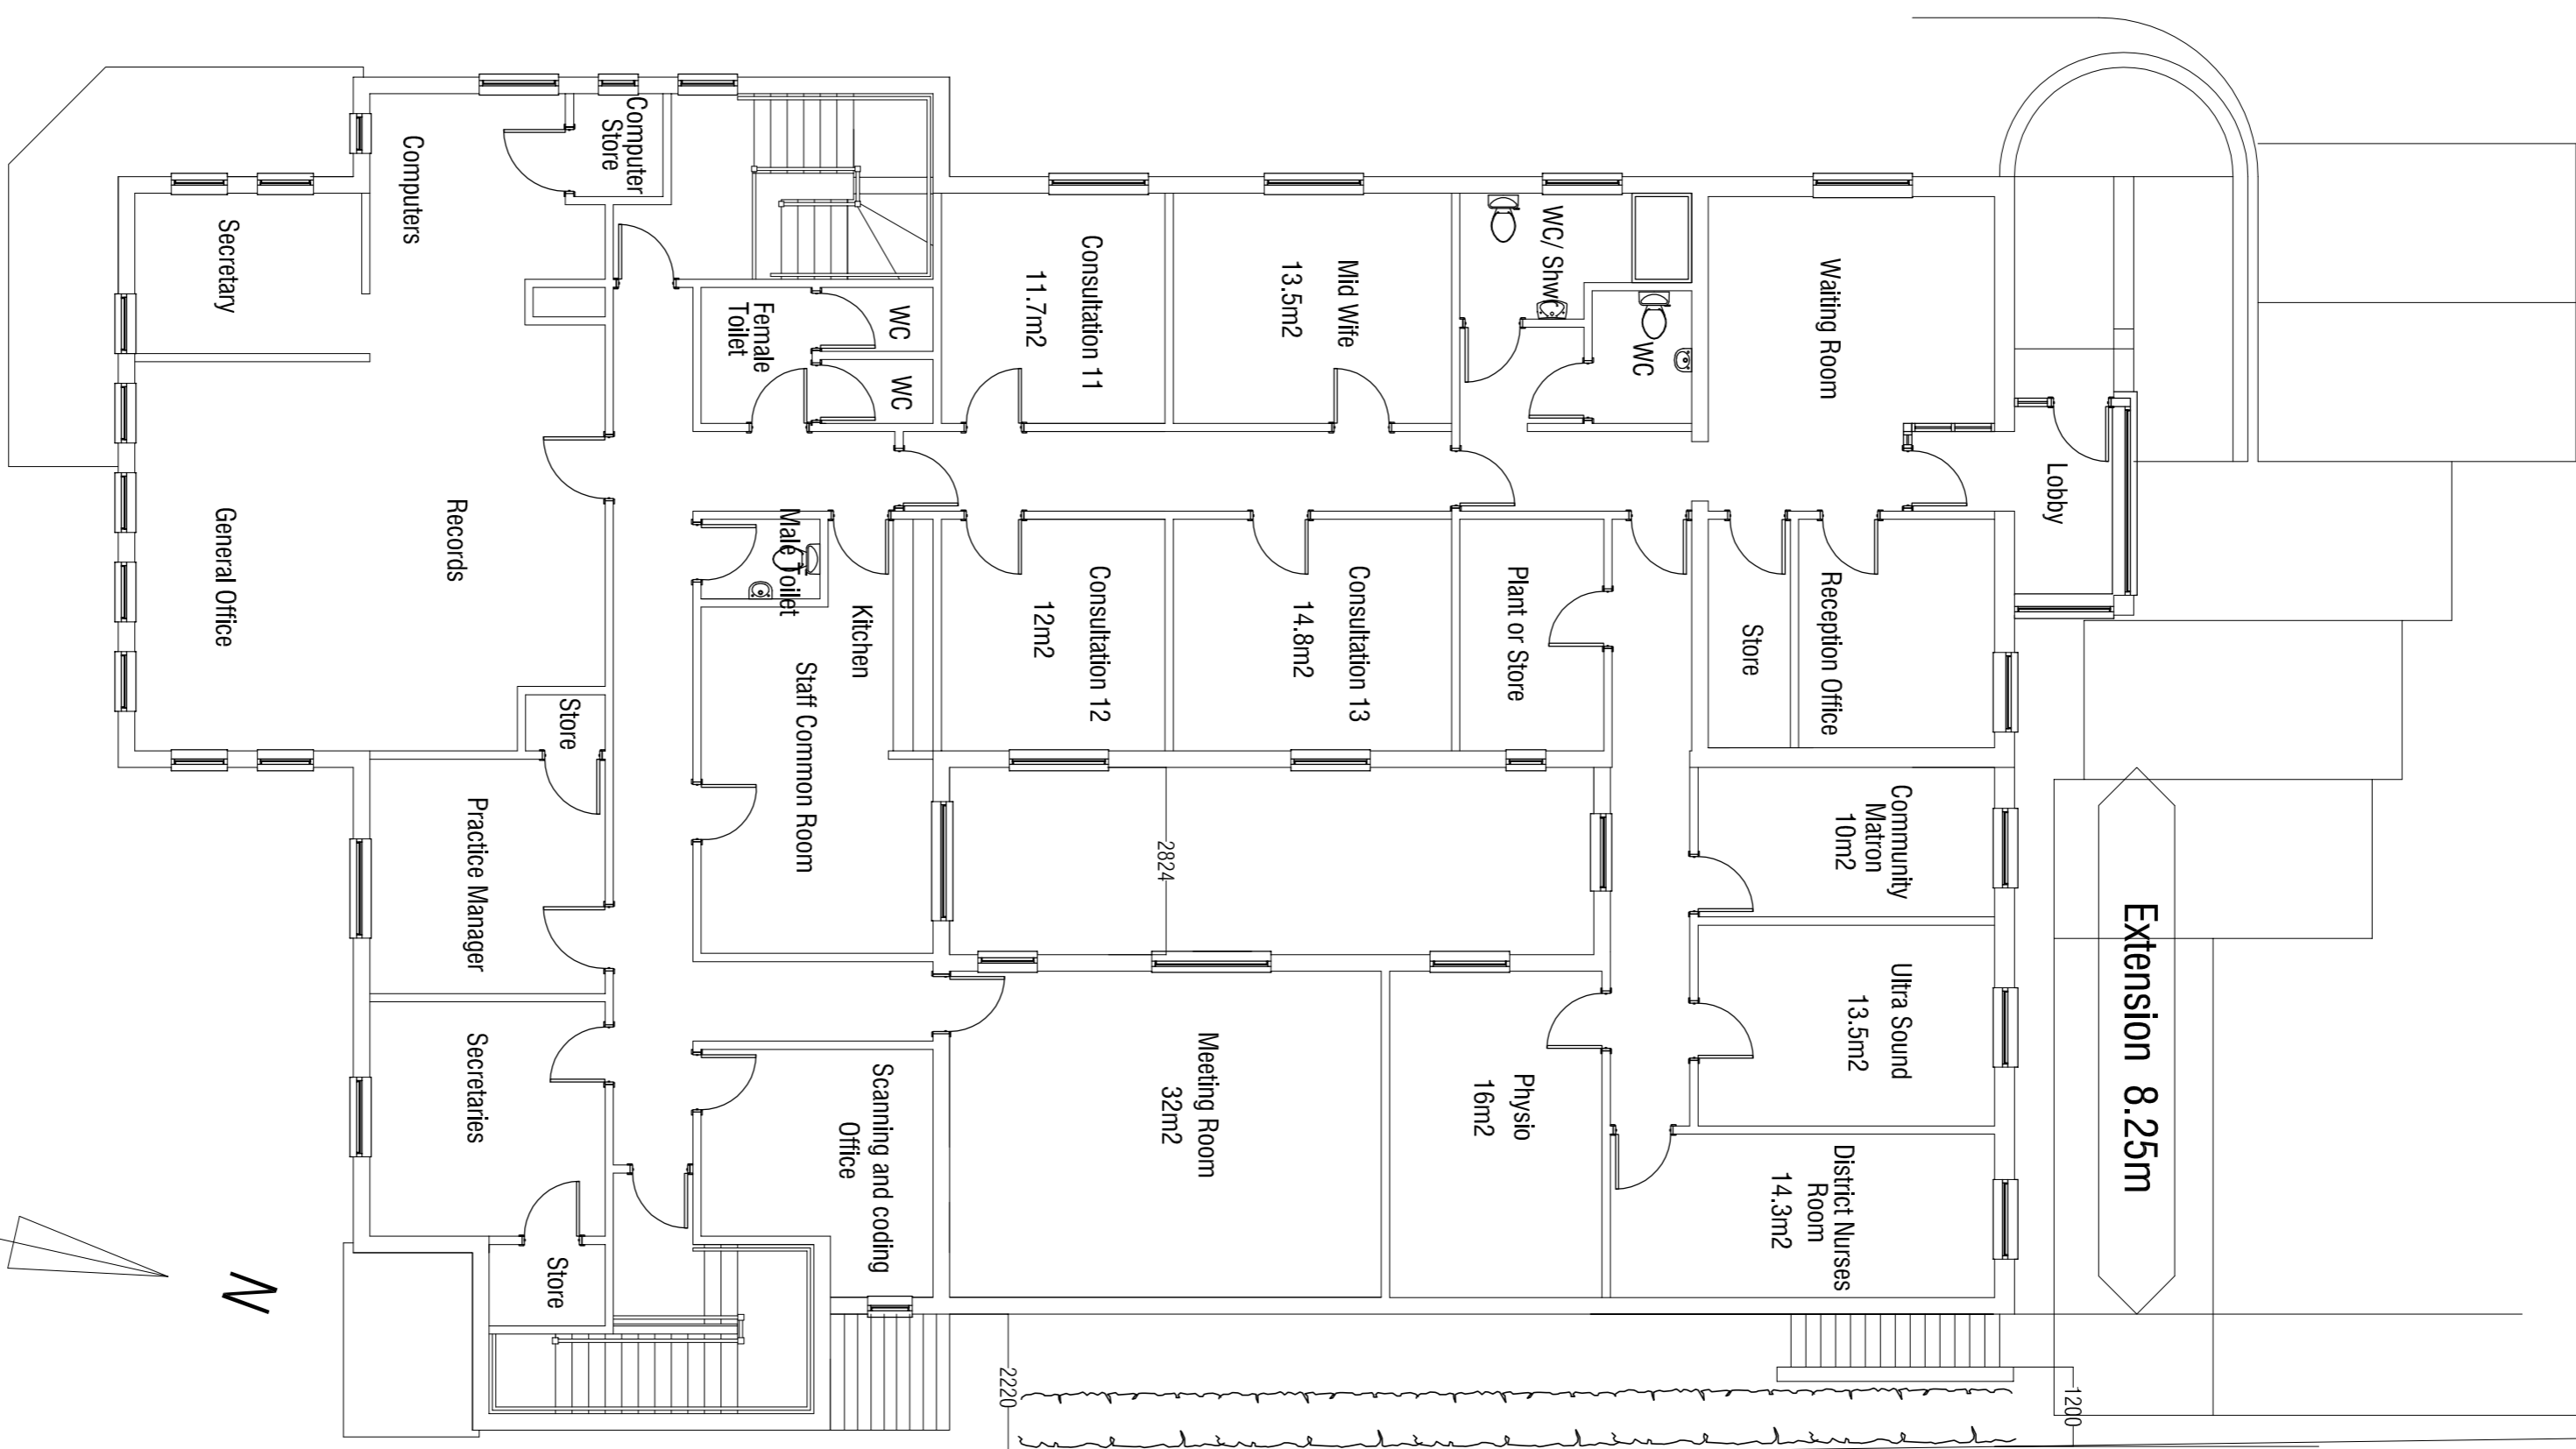 Computer
Store
Computers
Secretary
General Office
Records
Female
Toilet
WC
WC
Consultation 11
11.7m2
Mid Wife
13.5m2
WC/ Shw
WC
Waiting Room
Lobby
Male Toilet
Kitchen
Staff Common Room
Consultation 12
12m2
Consultation 13
14.8m2
Plant or Store
Store
Reception Office
Store
Practice Manager
Secretaries
Store
Scanning and coding
Office
2824
Meeting Room
32m2
Physio
16m2
Community
Matron
10m2
Ultra Sound
13.5m2
District Nurses
Room
14.3m2
Extension 8.25m
2220
1200
N